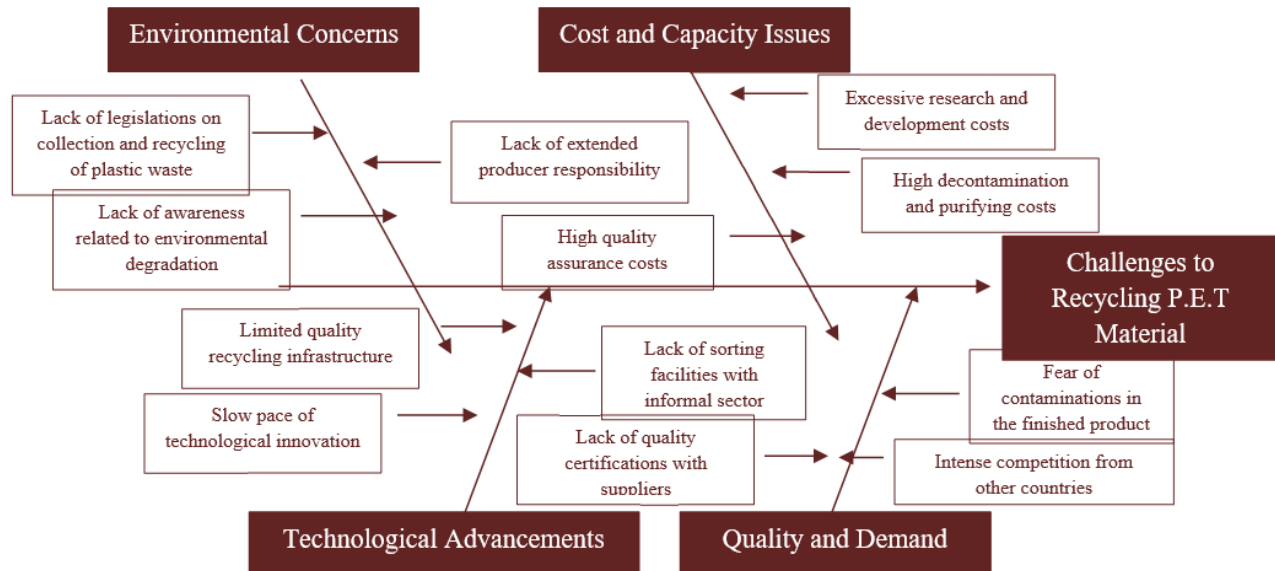 Environmental Concerns
Cost and Capacity Issues
Lack of legislations on
collection and recycling
of plastic waste
Lack of extended
producer responsibility
Excessive research and
development costs
Lack of awareness
related to environmental
degradation
High quality
assurance costs
High decontamination
and purifying costs
Challenges to
Recycling P.E.T
Material
Limited quality
recycling infrastructure
Lack of sorting
facilities with
informal sector
Fear of
contaminations in
the finished product
Slow pace of
technological innovation
Lack of quality
certifications with
suppliers
Intense competition from
other countries
Technological Advancements
Quality and Demand